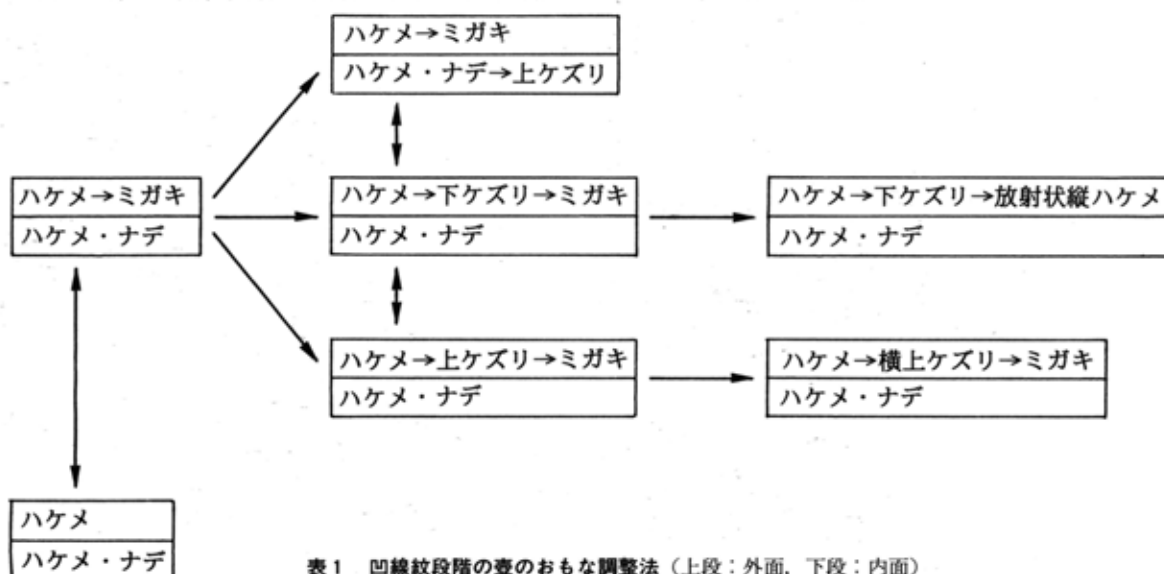 ハケメ→ミガキ
ハケメ・ナデ→上ケズリ
ハケメ→ミガキ
ハケメ・ナデ
ハケメ→下ケズリ→ミガキ
ハケメ・ナデ
ハケメ→下ケズリ→放射状縦ハケメ
ハケメ・ナデ
ハケメ→上ケズリ→ミガキ
ハケメ・ナデ
ハケメ→横上ケズリ→ミガキ
ハケメ・ナデ
ハケメ
ハケメ・ナデ
表1 凹線紋段階の壺のおもな調整法(上段:外面,下段:内面)